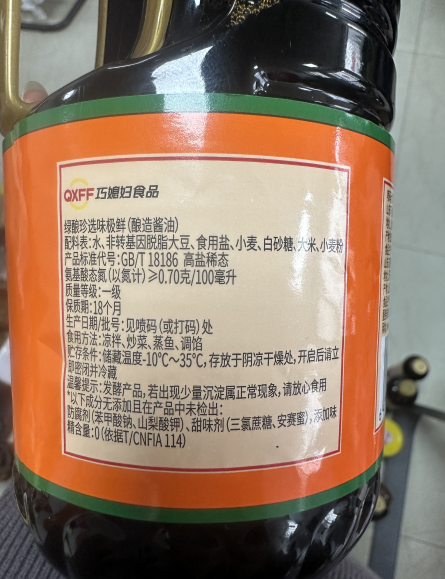 QXFF巧媳妇食品
绿酿珍选味极鲜(酿造酱油)
配料表:水、非转基因脱脂大豆、食用盐、小麦、白砂糖、大米、小麦粉
产品标准代号:GB/T 18186 高盐稀态
氨基酸态氮(以氮计)≥0.70克/100毫升
质量等级:一级
保质期:18个月
生产日期/批号:见喷码(或打码)处
食用方法:凉拌、炒菜、蒸鱼、调馅
贮存条件:储藏温度-10℃~35℃,存放于阴凉干燥处,开启后请立
即密闭并冷藏
温馨提示:发酵产品,若出现少量沉淀属正常现象,请放心食用
*以下成分无添加且在产品中未检出:
防腐剂(苯甲酸钠、山梨酸钾)、甜味剂(三氯蔗糖、安赛蜜),添加味
精含量:0(依据T/CNFIA 114)